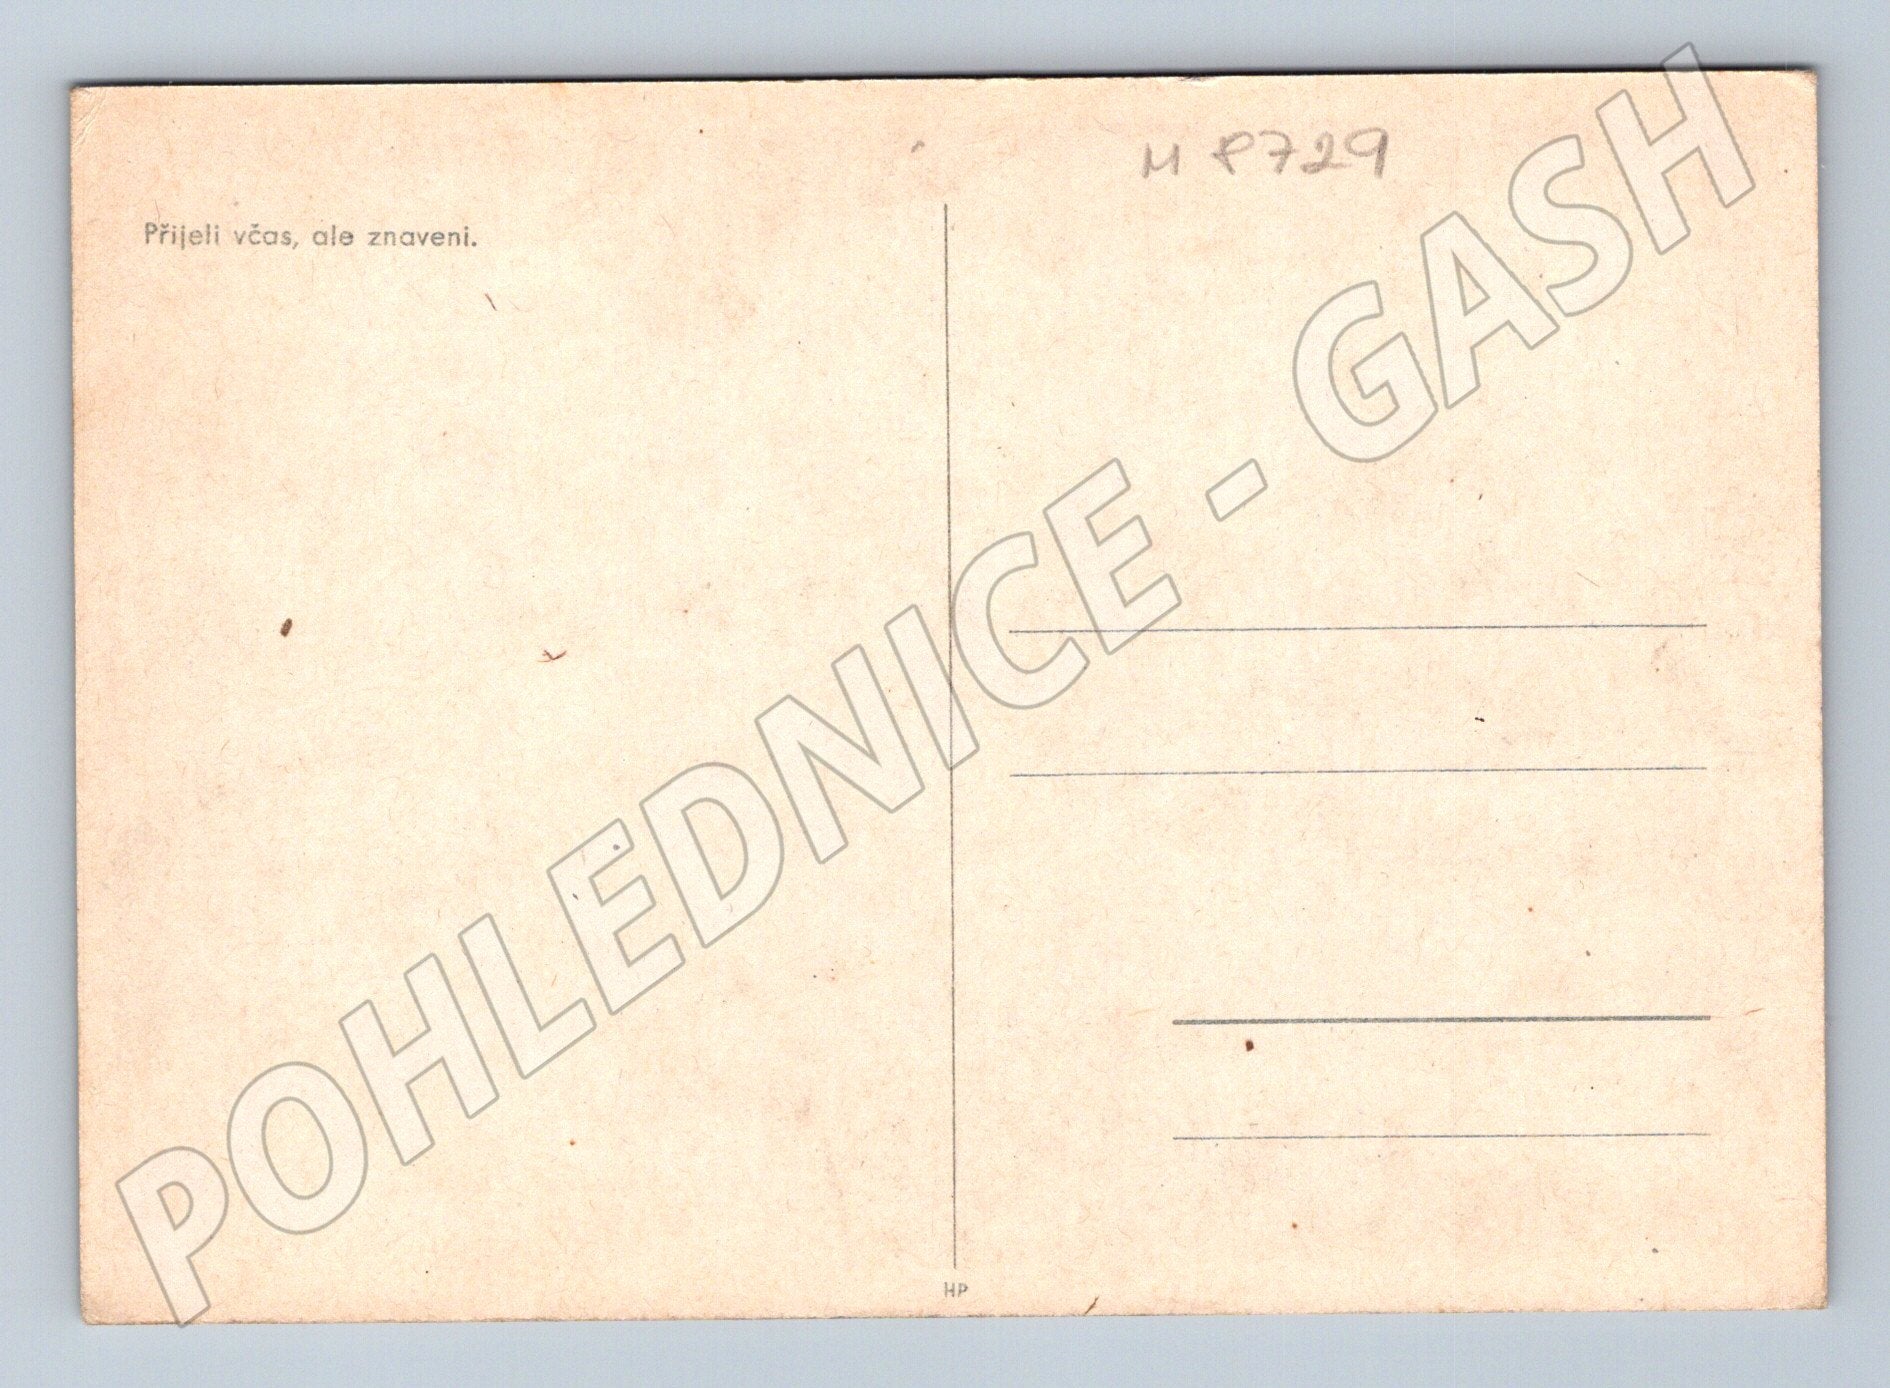 M 8729
Přijeli včas, ale znaveni.
POHLEDNICE - GASH
HP